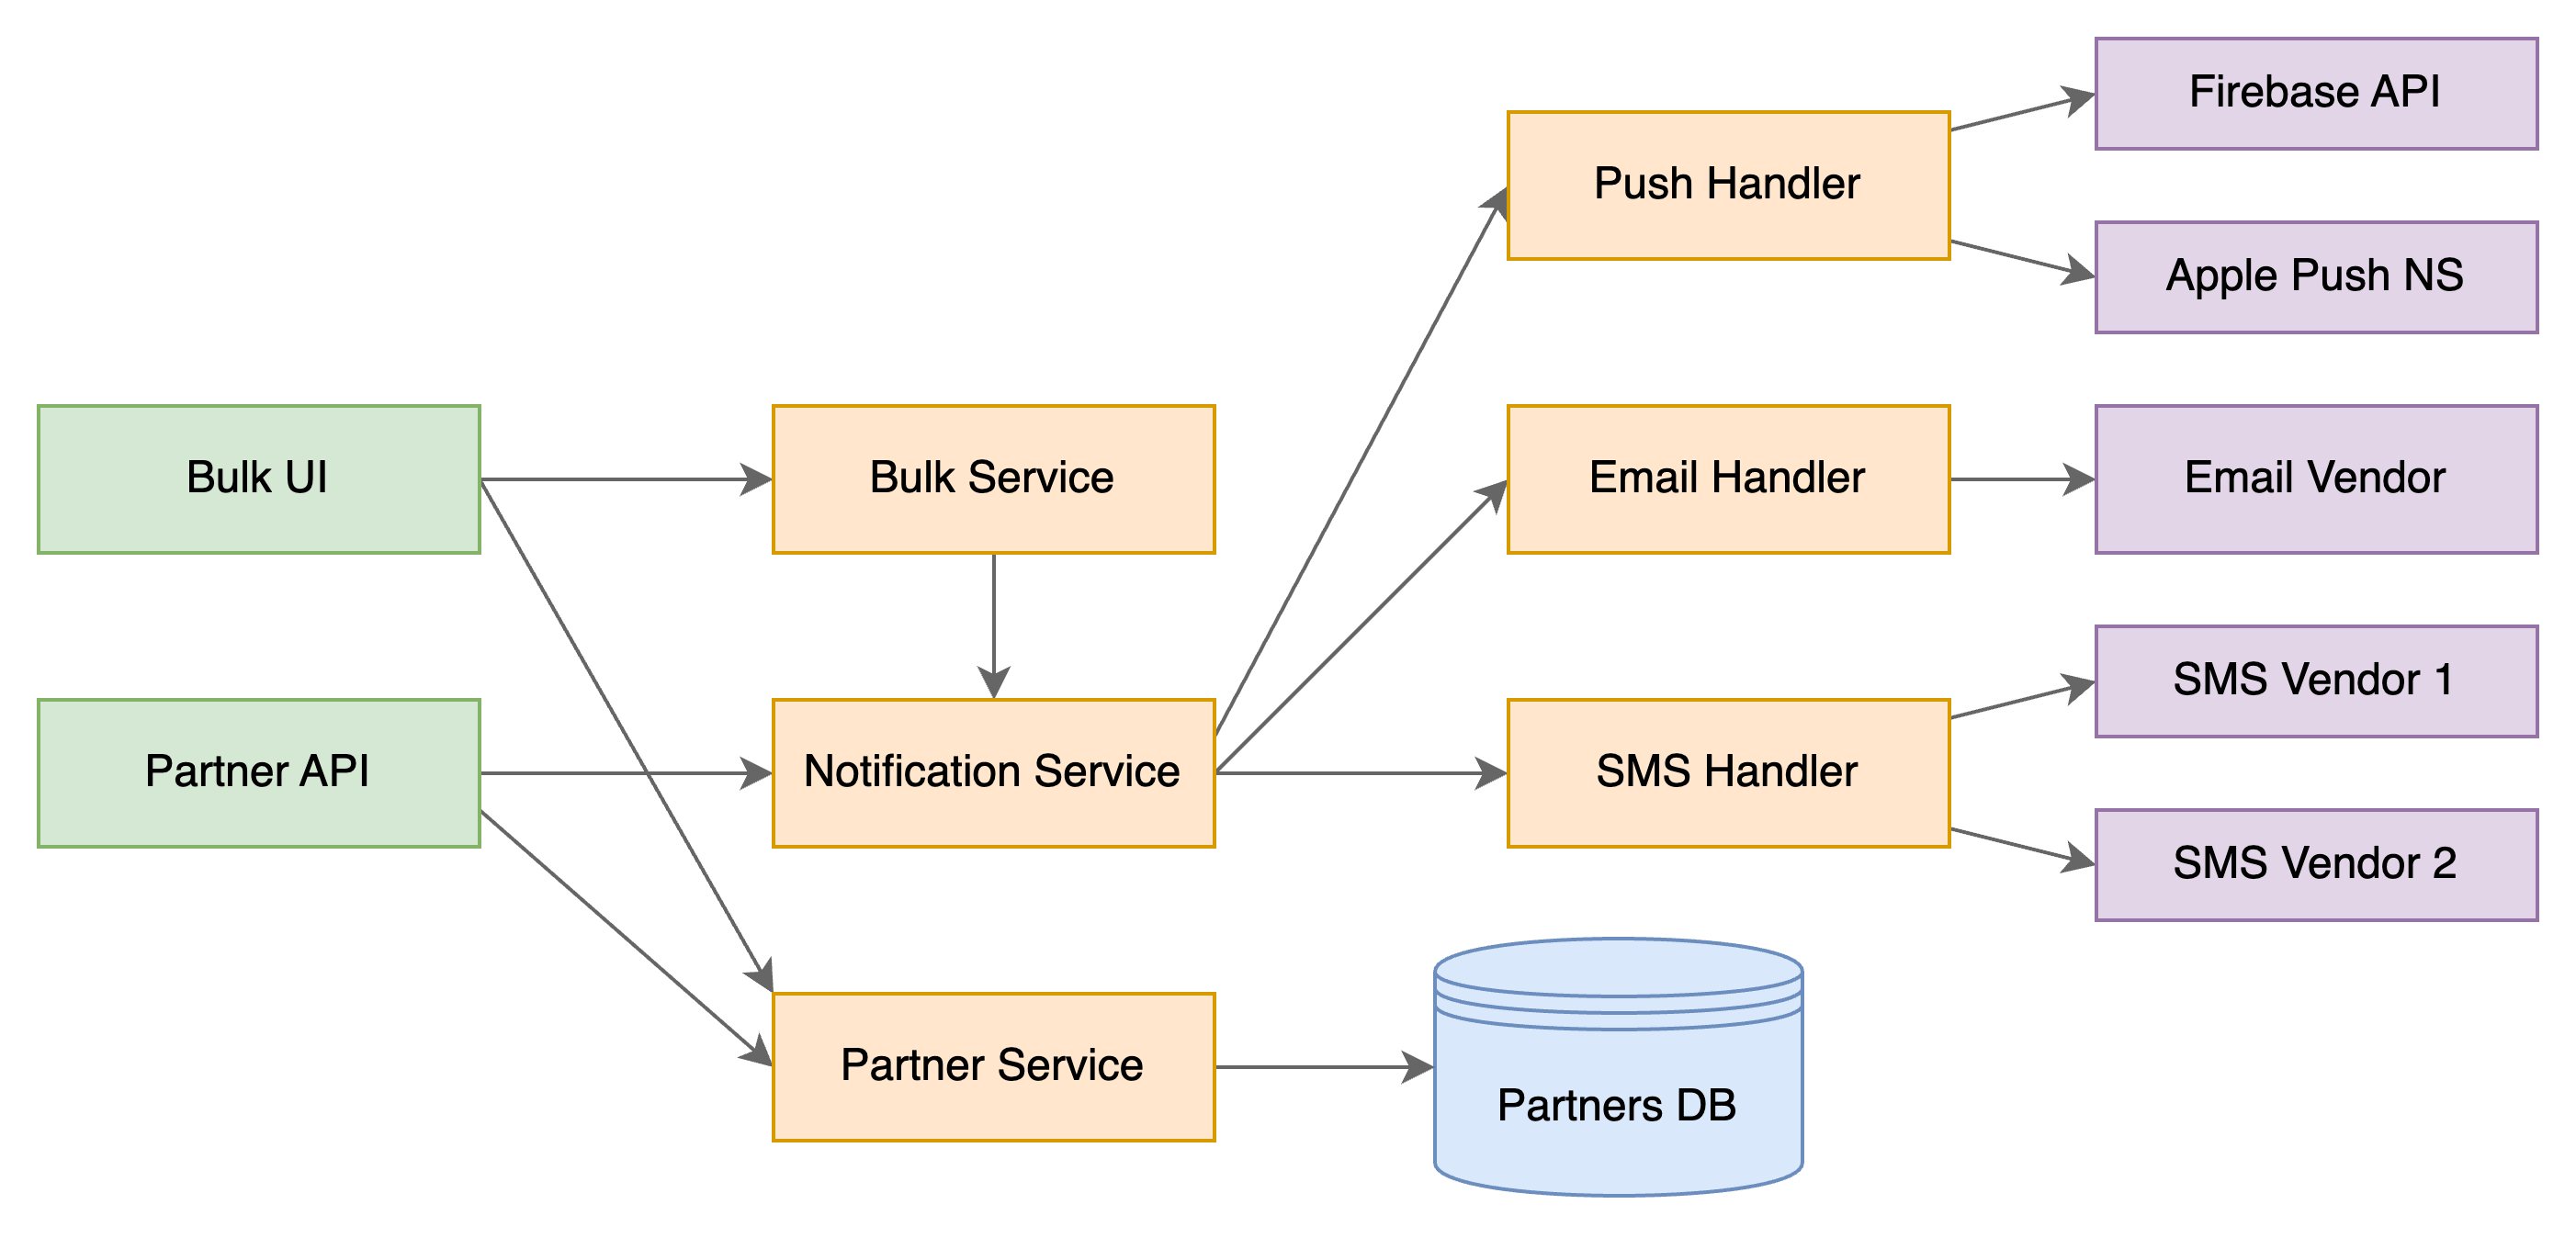 Firebase API
Push Handler
Apple Push NS
Bulk UI
Bulk Service
Email Handler
Email Vendor
SMS Vendor 1
Partner API
Notification Service
SMS Handler
SMS Vendor 2
Partner Service
Partners DB